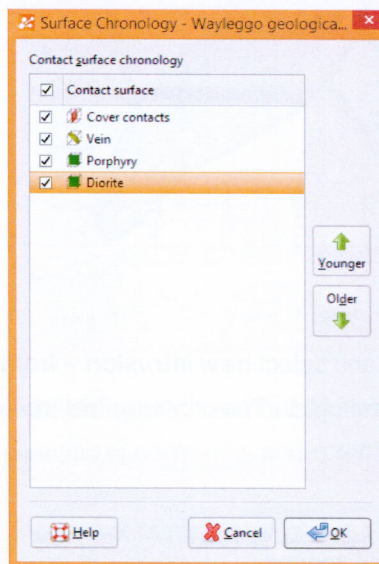 Surface Chronology - Wayleggo geologica...
Contact surface chronology
Contact surface
Cover contacts
Vein
Porphyry
Diorite
Younger
Older
Help
Cancel
OK